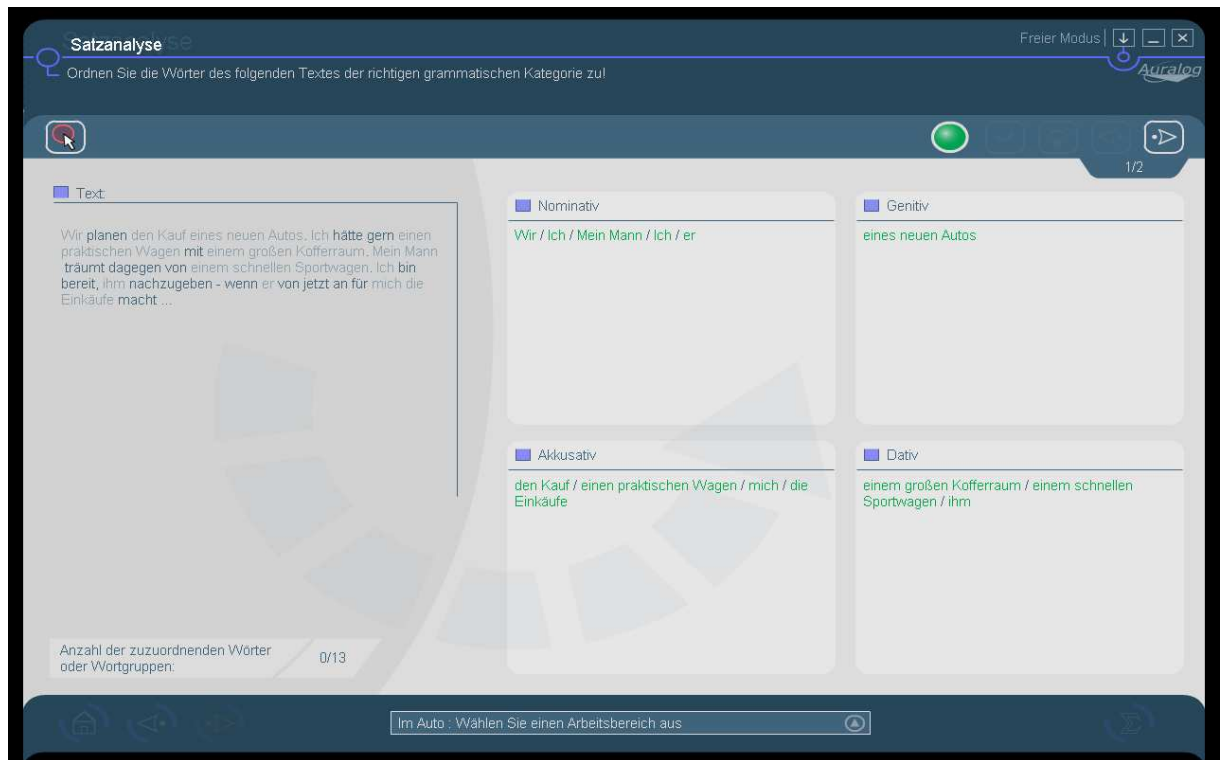 Satzanalyse
Freier Modus
Ordnen Sie die Wörter des folgenden Textes der richtigen grammatischen Kategorie zu!
Auralog
1/2
Text:
Wir planen den Kauf eines neuen Autos. Ich hätte gern einen
praktischen Wagen mit einem großen Kofferraum. Mein Mann
träumt dagegen von einem schnellen Sportwagen. Ich bin
bereit, ihm nachzugeben - wenn er von jetzt an für mich die
Einkäufe macht ...
Anzahl der zuzuordnenden Wörter
oder Wortgruppen:
0/13
Nominativ
Wir / Ich / Mein Mann / Ich / er
Genitiv
eines neuen Autos
Akkusativ
den Kauf / einen praktischen Wagen / mich / die
Einkäufe
Dativ
einem großen Kofferraum / einem schnellen
Sportwagen / ihm
Im Auto : Wählen Sie einen Arbeitsbereich aus